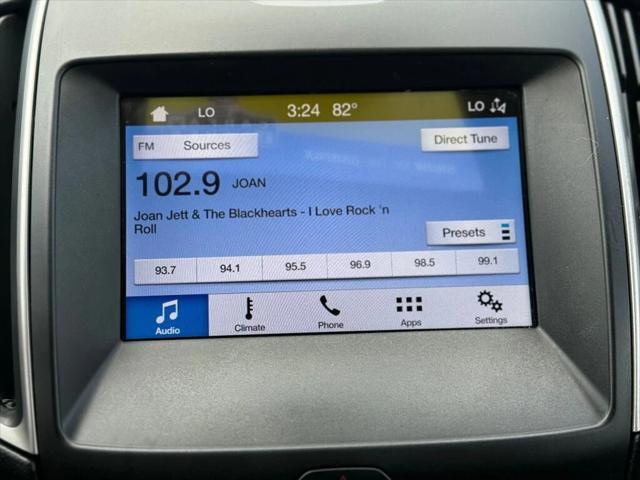 LO 3:24 82° LO
FM Sources Direct Tune
102.9 JOAN
Joan Jett & The Blackhearts - I Love Rock 'n
Roll
Presets
93.7 94.1 95.5 96.9 98.5 99.1
Audio Climate Phone Apps Settings